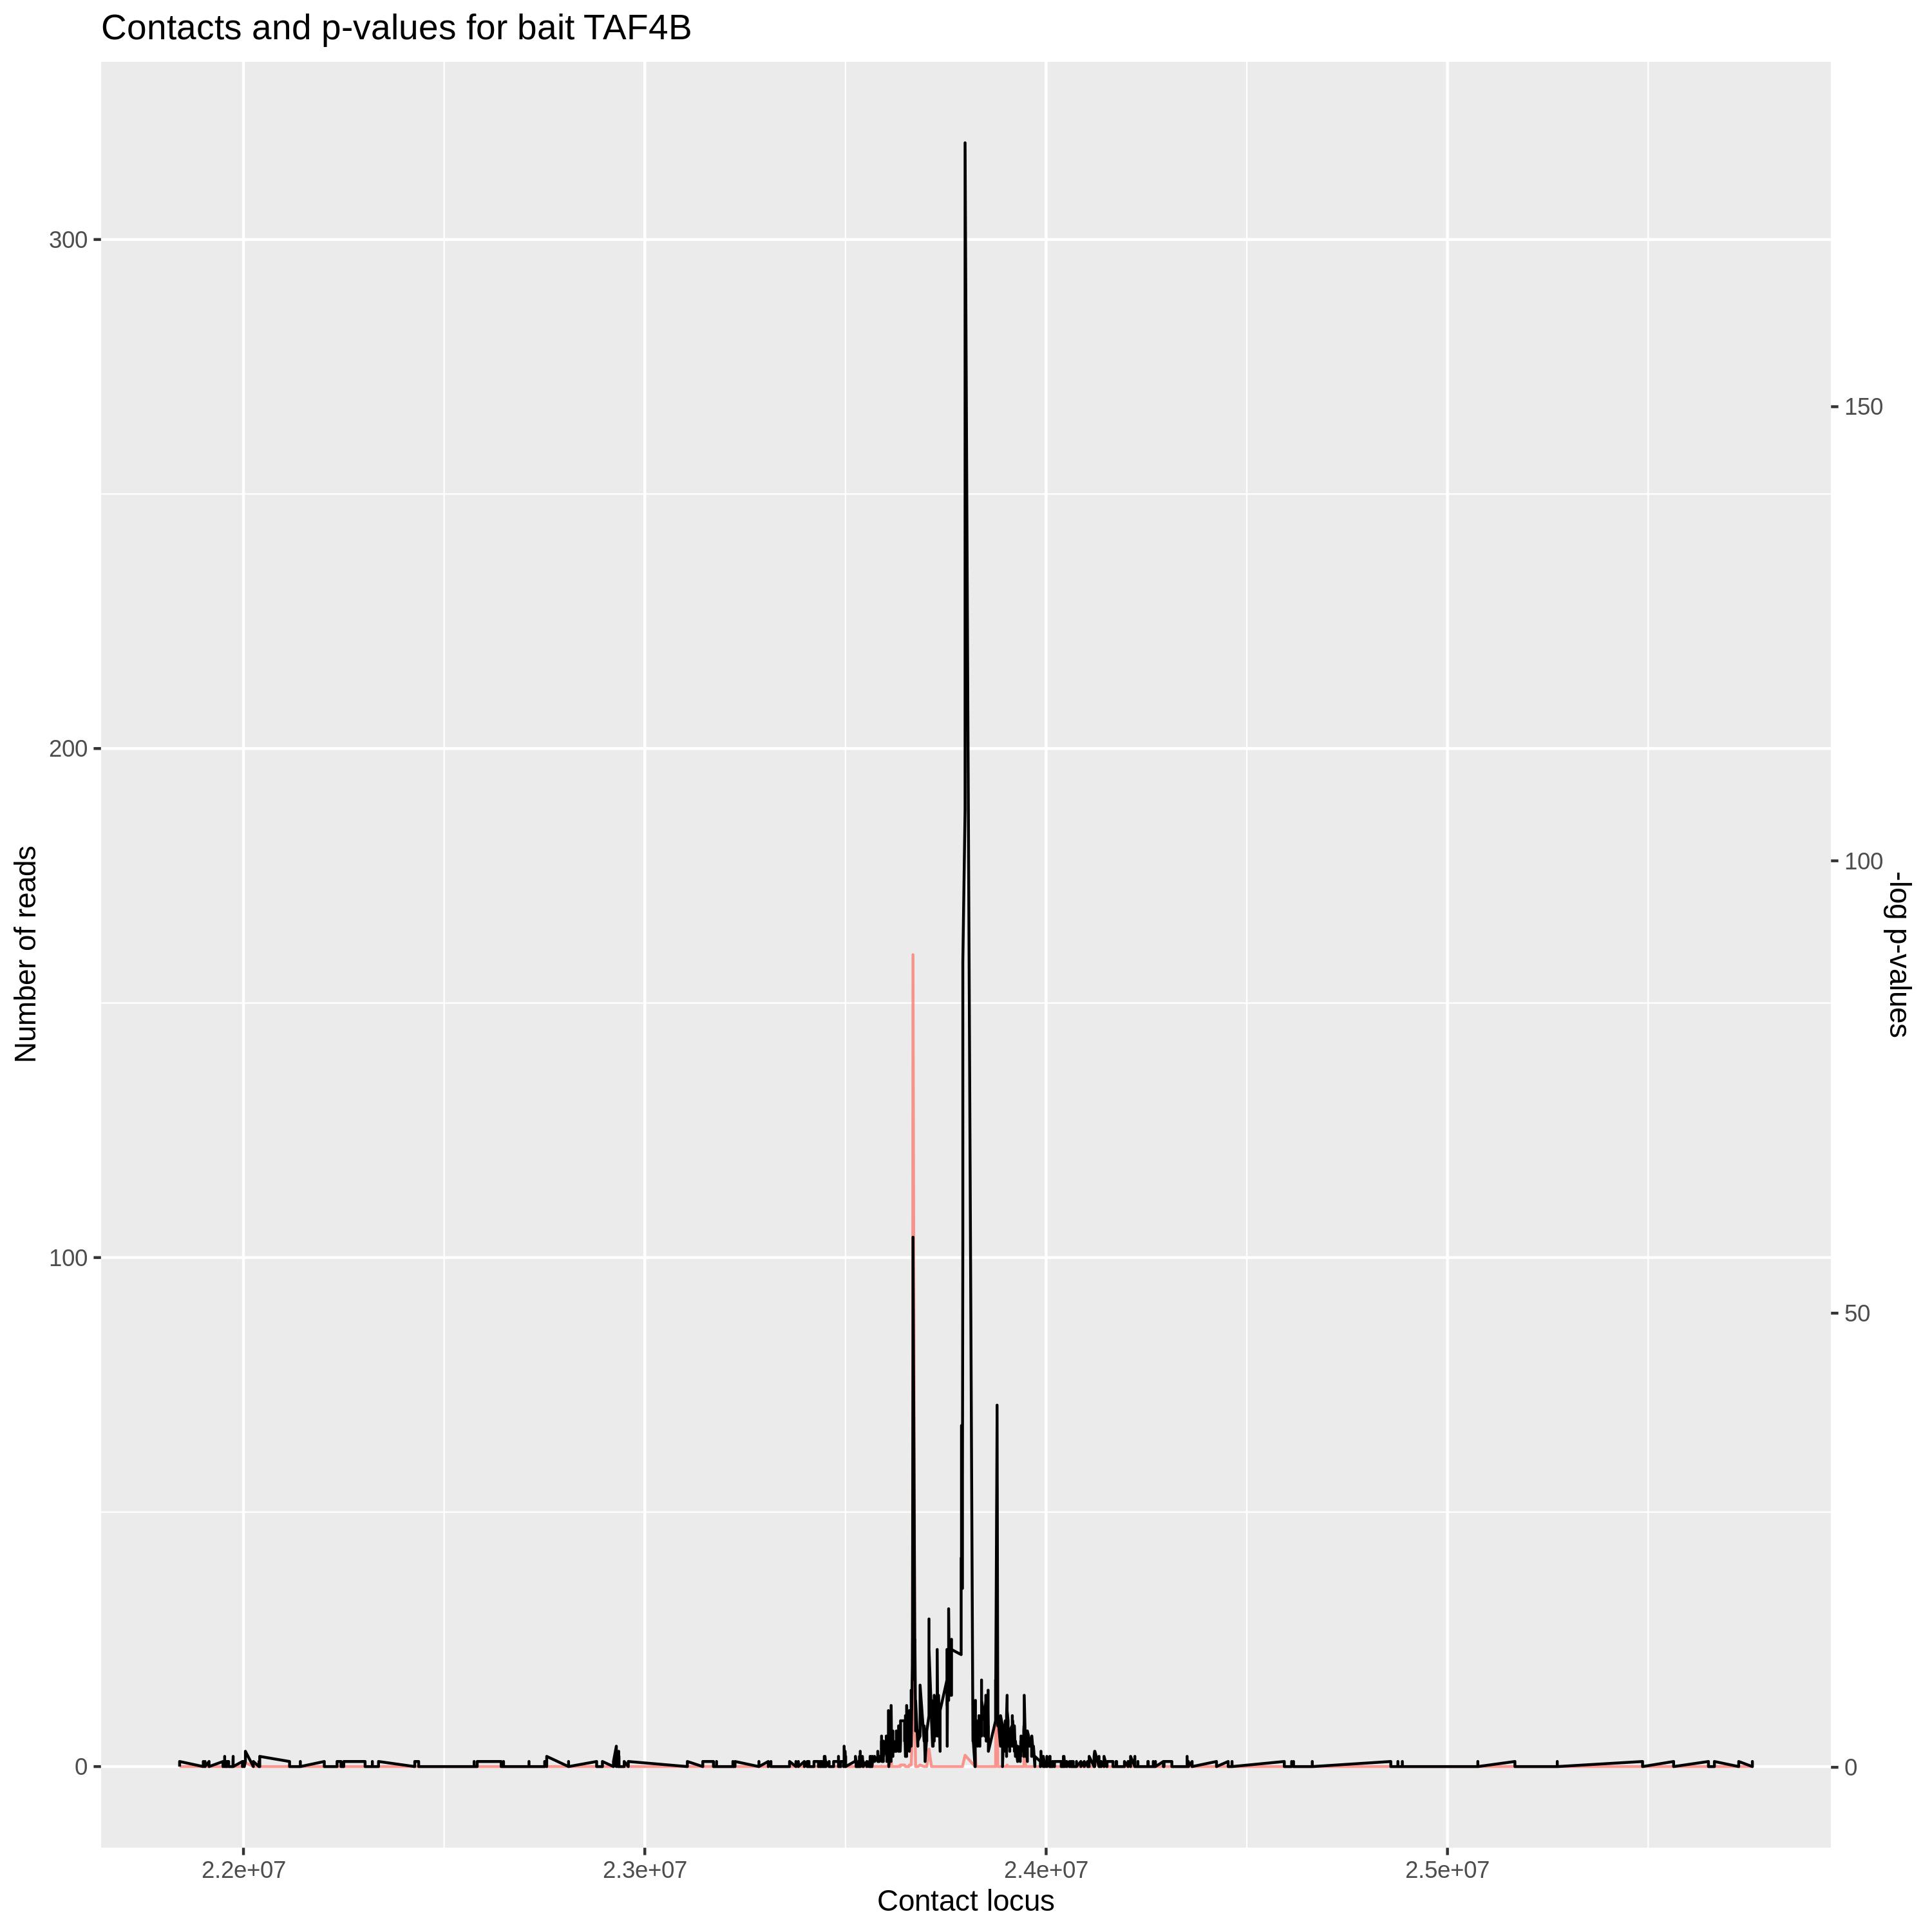 Contacts and p-values for bait TAF4B
Number of reads
300
200
100
0
150
100
50
0
-log p-values
2.2e+07
2.3e+07
2.4e+07
2.5e+07
Contact locus